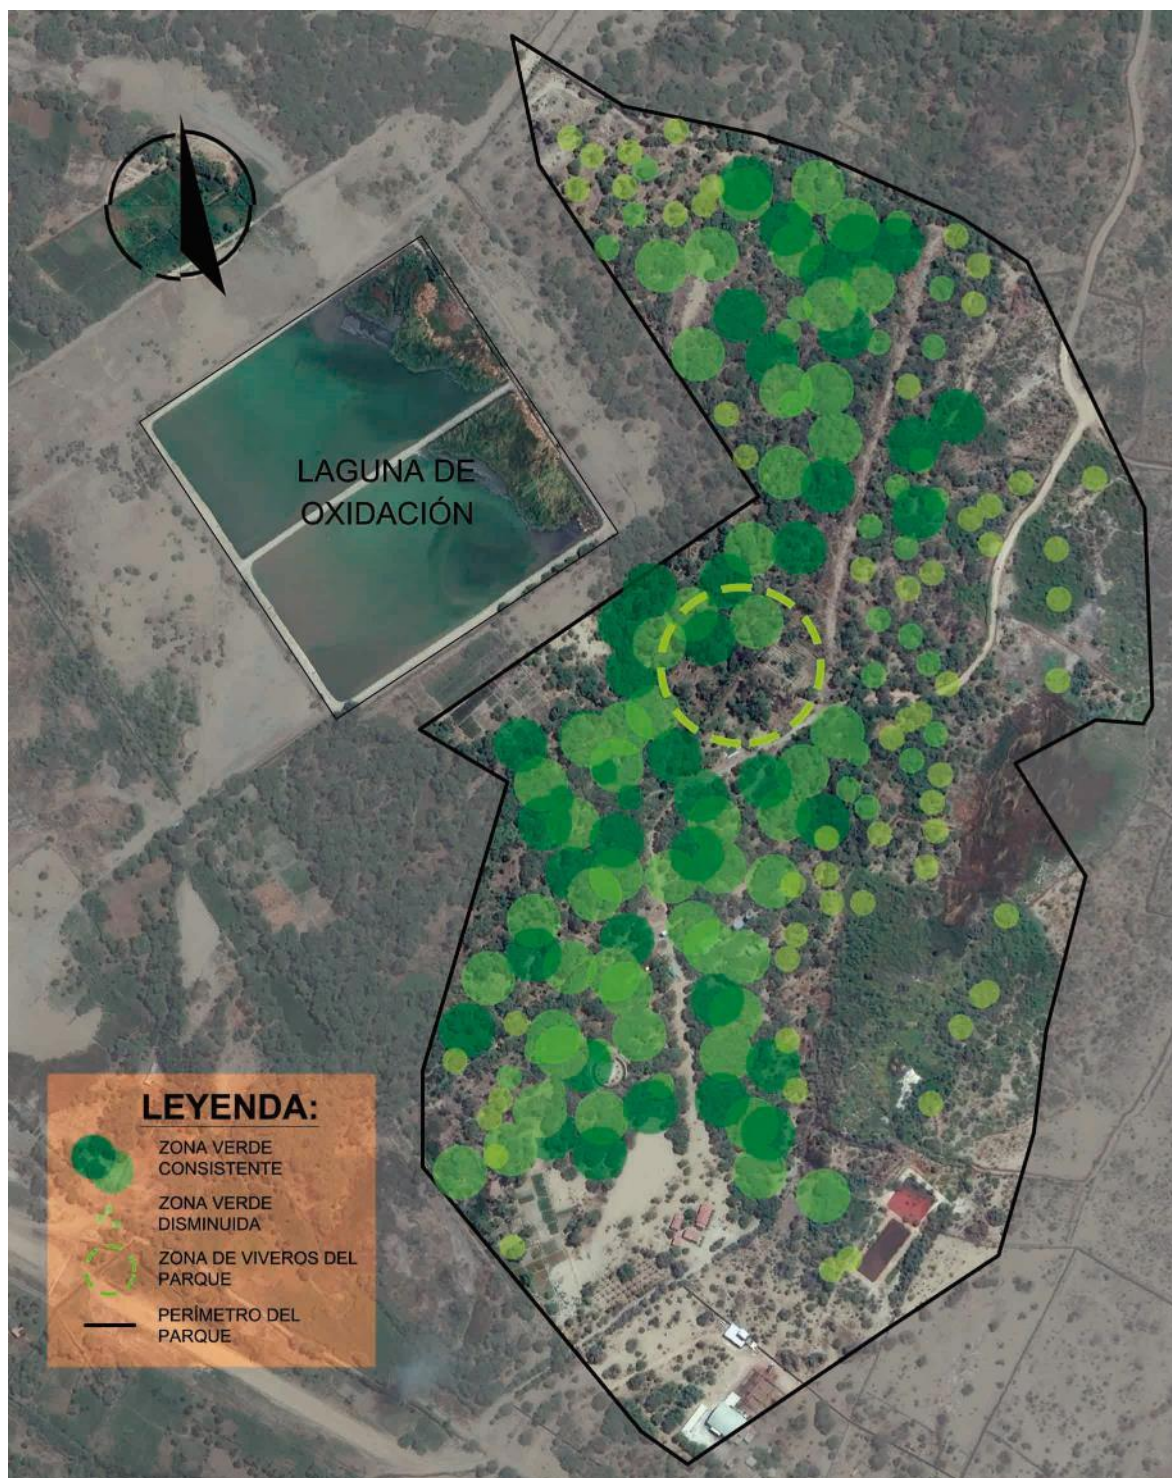 LAGUNA DE
OXIDACIÓN
LEYENDA:
ZONA VERDE
CONSISTENTE
ZONA VERDE
DISMINUIDA
ZONA DE VIVEROS DEL
PARQUE
PERÍMETRO DEL
PARQUE